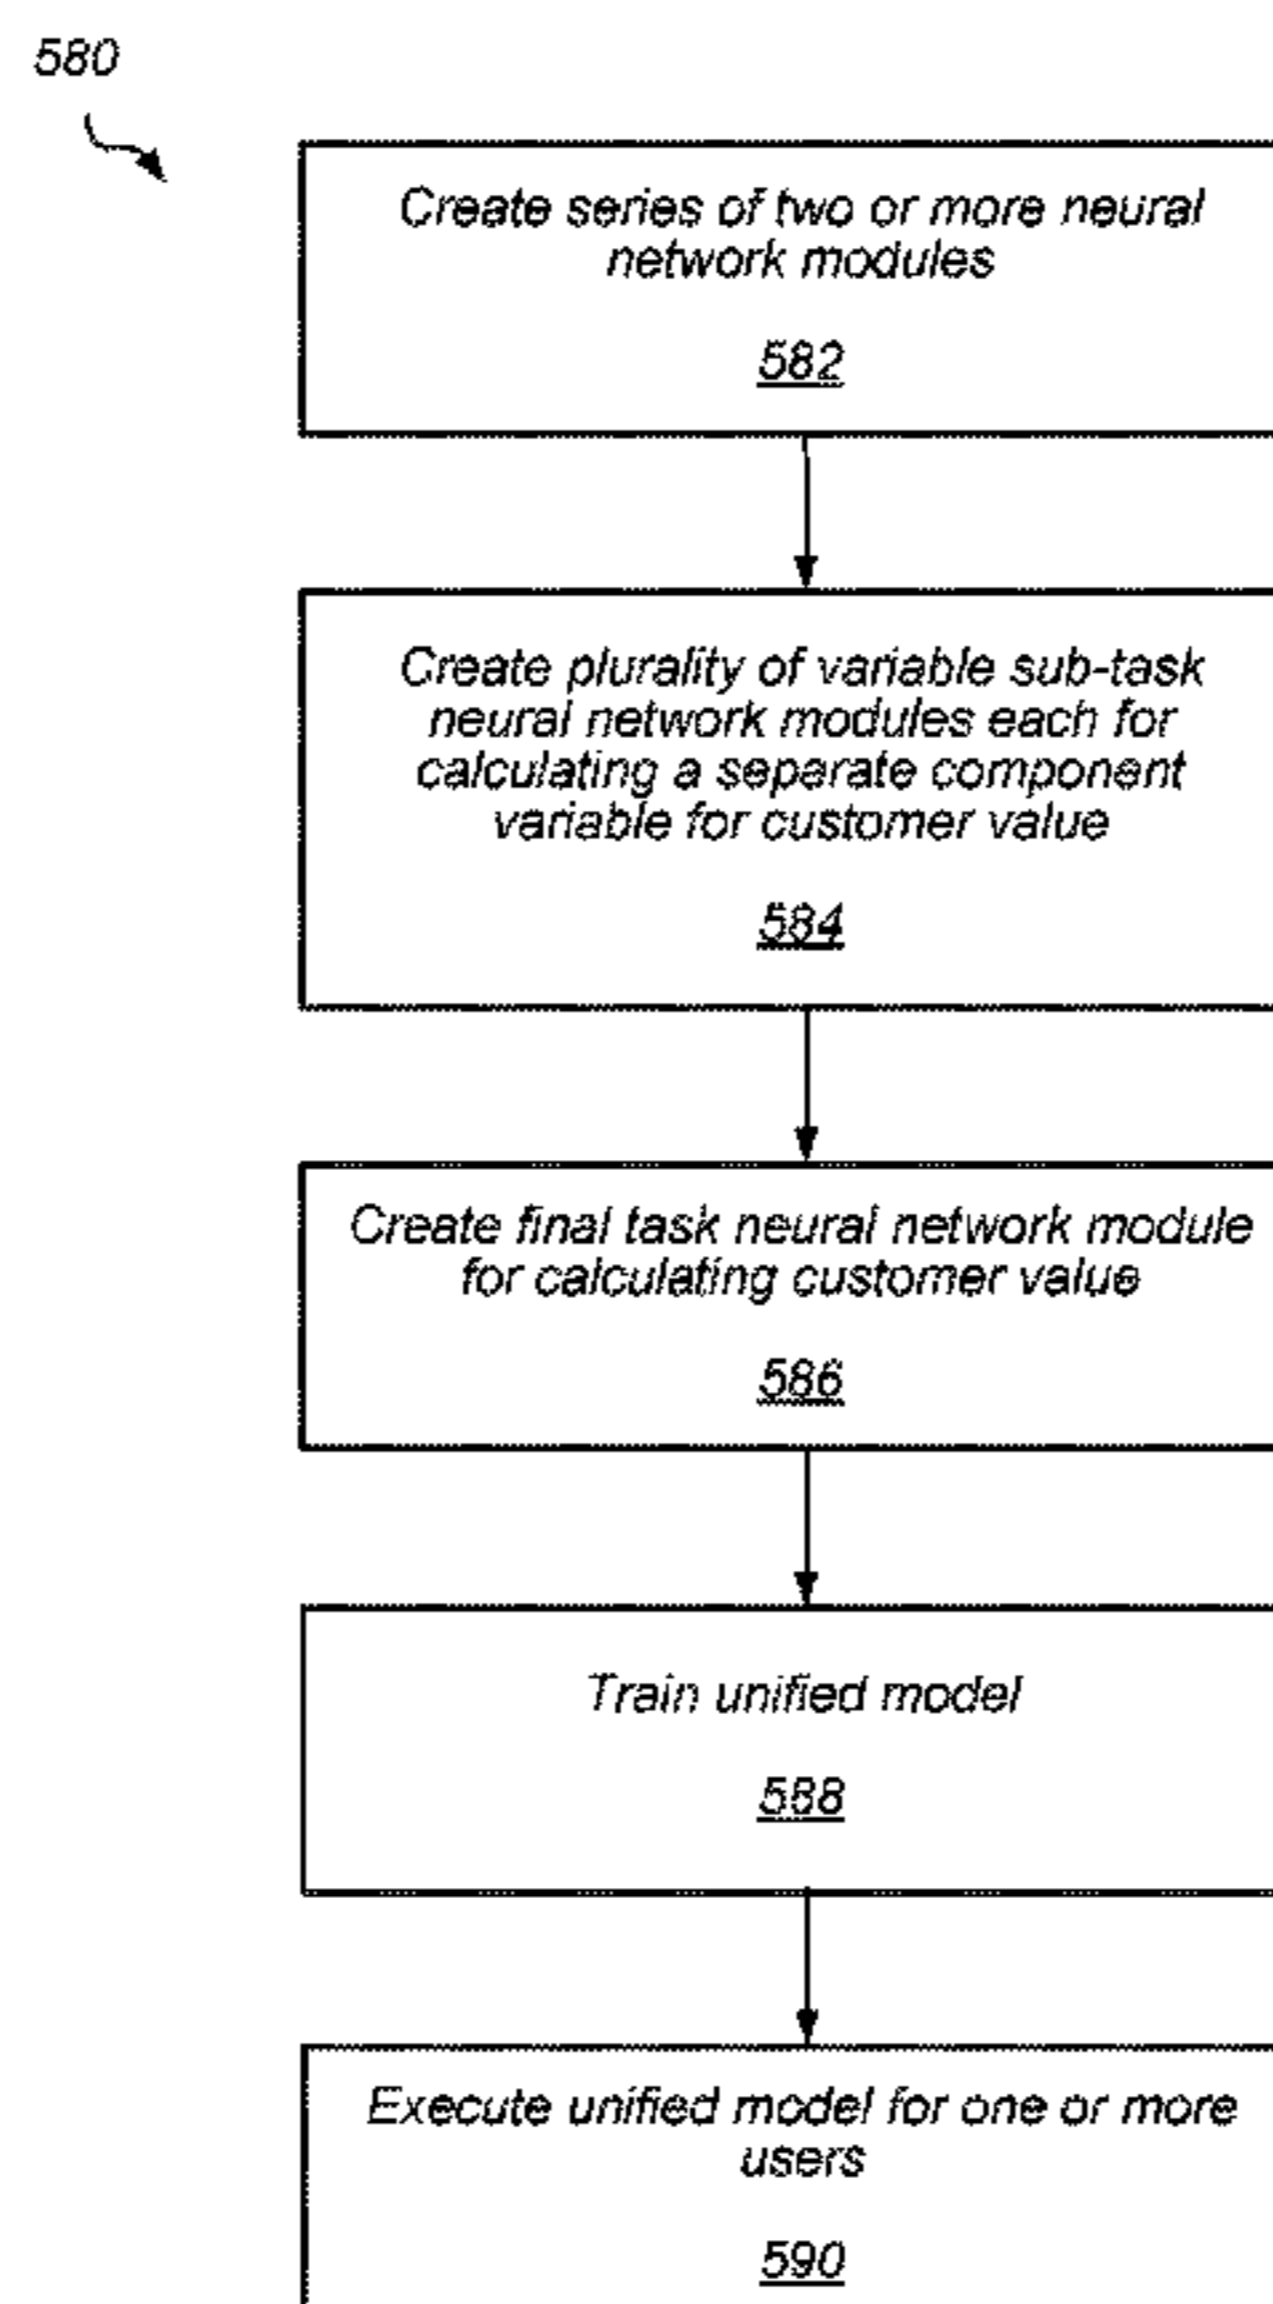 580
Create series of two or more neural
network modules
582
Create plurality of variable sub-task
neural network modules each for
calculating a separate component
variable for customer value
584
Create final task neural network module
for calculating customer value
586
Train unified model
588
Execute unified model for one or more
users
590